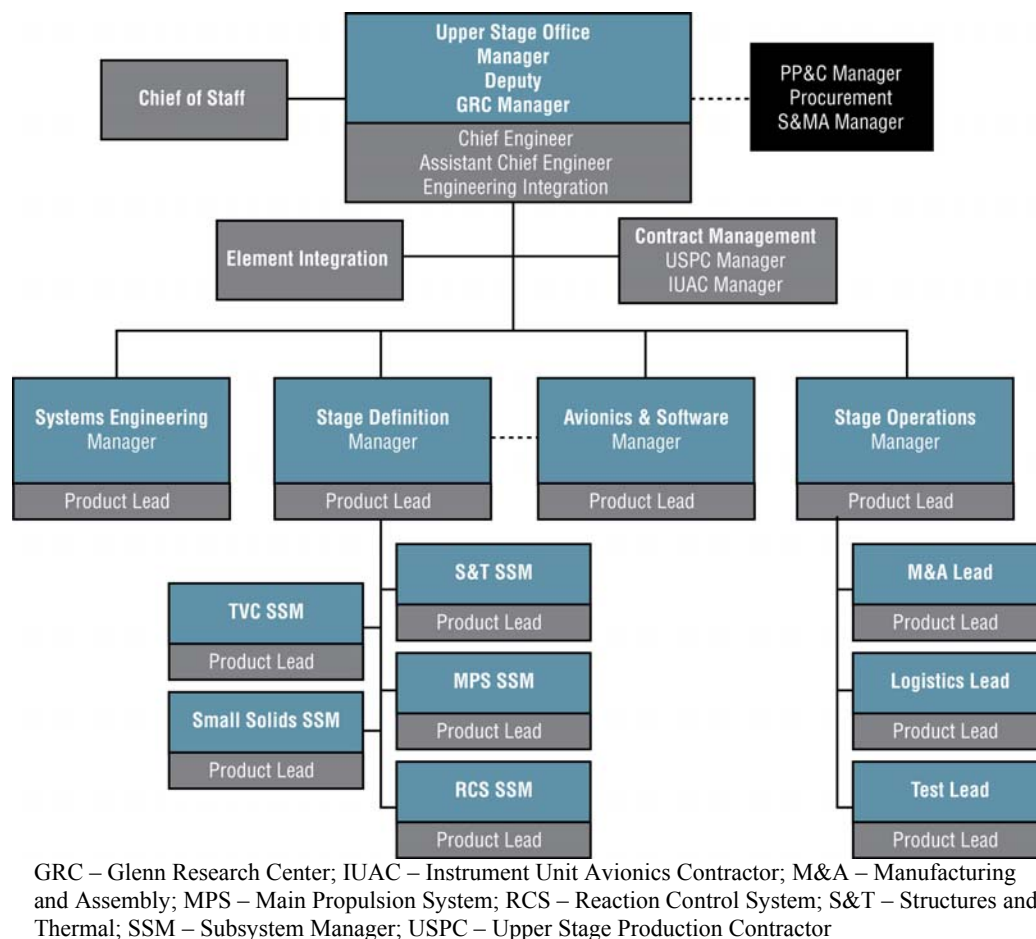 Upper Stage Office
Manager
Deputy
GRC Manager
Chief Engineer
Assistant Chief Engineer
Engineering Integration
Chief of Staff
PP&C Manager
Procurement
S&MA Manager
Element Integration
Contract Management
USPC Manager
IUAC Manager
Systems Engineering
Manager
Product Lead
Stage Definition
Manager
Product Lead
Avionics & Software
Manager
Product Lead
Stage Operations
Manager
Product Lead
TVC SSM
Product Lead
Small Solids SSM
Product Lead
S&T SSM
Product Lead
MPS SSM
Product Lead
RCS SSM
Product Lead
M&A Lead
Product Lead
Logistics Lead
Product Lead
Test Lead
Product Lead
GRC – Glenn Research Center; IUAC – Instrument Unit Avionics Contractor; M&A – Manufacturing
and Assembly; MPS – Main Propulsion System; RCS – Reaction Control System; S&T – Structures and
Thermal; SSM – Subsystem Manager; USPC – Upper Stage Production Contractor